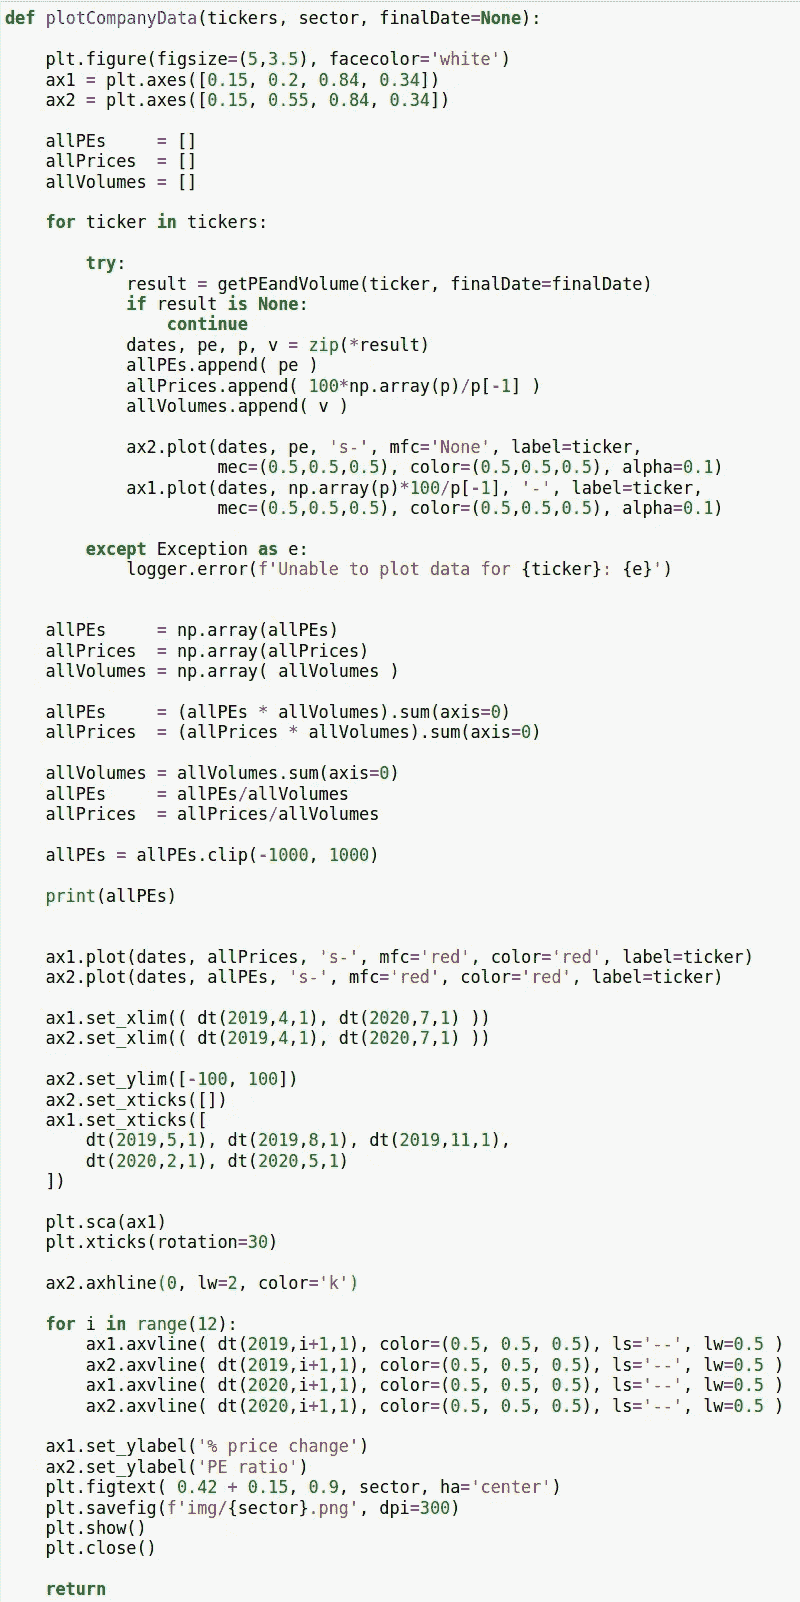 def plotCompanyData(tickers, sector, finalDate=None):

    plt.figure(figsize=(5,3.5), facecolor='white')
    ax1 = plt.axes([0.15, 0.2, 0.84, 0.34])
    ax2 = plt.axes([0.15, 0.55, 0.84, 0.34])

    allPEs     = []
    allPrices  = []
    allVolumes = []

    for ticker in tickers:

        try:
            result = getPEandVolume(ticker, finalDate=finalDate)
            if result is None:
                continue
            dates, pe, p, v = zip(*result)
            allPEs.append( pe )
            allPrices.append( 100*np.array(p)/p[-1] )
            allVolumes.append( v )

            ax2.plot(dates, pe, 's-', mfc='None', label=ticker,
                     mec=(0.5,0.5,0.5), color=(0.5,0.5,0.5), alpha=0.1)
            ax1.plot(dates, np.array(p)*100/p[-1], '-', label=ticker,
                     mec=(0.5,0.5,0.5), color=(0.5,0.5,0.5), alpha=0.1)

        except Exception as e:
            logger.error(f'Unable to plot data for {ticker}: {e}')


    allPEs     = np.array(allPEs)
    allPrices  = np.array(allPrices)
    allVolumes = np.array( allVolumes )

    allPEs     = (allPEs * allVolumes).sum(axis=0)
    allPrices  = (allPrices * allVolumes).sum(axis=0)

    allVolumes = allVolumes.sum(axis=0)
    allPEs     = allPEs/allVolumes
    allPrices  = allPrices/allVolumes

    allPEs = allPEs.clip(-1000, 1000)

    print(allPEs)


    ax1.plot(dates, allPrices, 's-', mfc='red', color='red', label=ticker)
    ax2.plot(dates, allPEs, 's-', mfc='red', color='red', label=ticker)

    ax1.set_xlim(( dt(2019,4,1), dt(2020,7,1) ))
    ax2.set_xlim(( dt(2019,4,1), dt(2020,7,1) ))

    ax2.set_ylim([-100, 100])
    ax2.set_xticks([])
    ax1.set_xticks([
        dt(2019,5,1), dt(2019,8,1), dt(2019,11,1),
        dt(2020,2,1), dt(2020,5,1)
    ])

    plt.sca(ax1)
    plt.xticks(rotation=30)

    ax2.axhline(0, lw=2, color='k')

    for i in range(12):
        ax1.axvline( dt(2019,i+1,1), color=(0.5, 0.5, 0.5), ls='--', lw=0.5 )
        ax2.axvline( dt(2019,i+1,1), color=(0.5, 0.5, 0.5), ls='--', lw=0.5 )
        ax1.axvline( dt(2020,i+1,1), color=(0.5, 0.5, 0.5), ls='--', lw=0.5 )
        ax2.axvline( dt(2020,i+1,1), color=(0.5, 0.5, 0.5), ls='--', lw=0.5 )

    ax1.set_ylabel('% price change')
    ax2.set_ylabel('PE ratio')
    plt.figtext( 0.42 + 0.15, 0.9, sector, ha='center')
    plt.savefig(f'img/{sector}.png', dpi=300)
    plt.show()
    plt.close()

    return